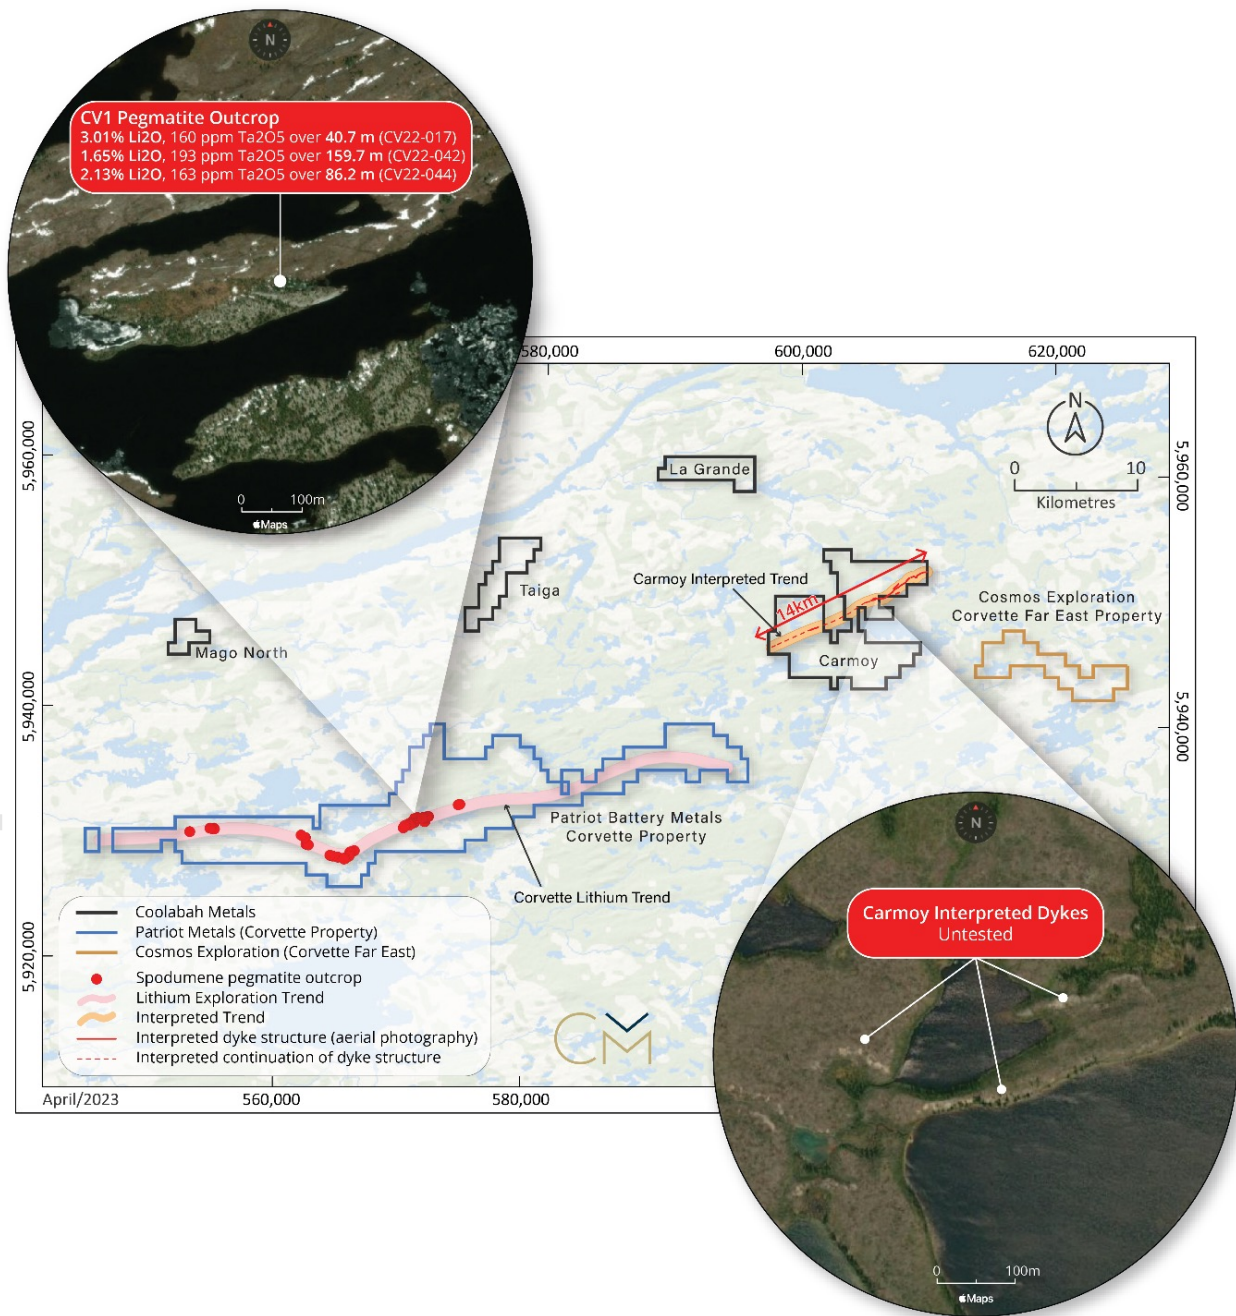 N
CV1 Pegmatite Outcrop
3.01% Li2O, 160 ppm Ta2O5 over 40.7 m (CV22-017)
1.65% Li2O, 193 ppm Ta2O5 over 159.7 m (CV22-042)
2.13% Li2O, 163 ppm Ta2O5 over 86.2 m (CV22-044)
0 100m
Maps
580,000 600,000 620,000
5,960,000
5,940,000
5,920,000
N
0 10
Kilometres
5,960,000
5,940,000
La Grande
Taiga
Mago North
Carmoy Interpreted Trend
14km
Carmoy
Cosmos Exploration
Corvette Far East Property
Patriot Battery Metals
Corvette Property
Corvette Lithium Trend
Coolabah Metals
Patriot Metals (Corvette Property)
Cosmos Exploration (Corvette Far East)
Spodumene pegmatite outcrop
Lithium Exploration Trend
Interpreted Trend
Interpreted dyke structure (aerial photography)
Interpreted continuation of dyke structure
CM
April/2023
560,000 580,000
N
Carmoy Interpreted Dykes
Untested
0 100m
Maps